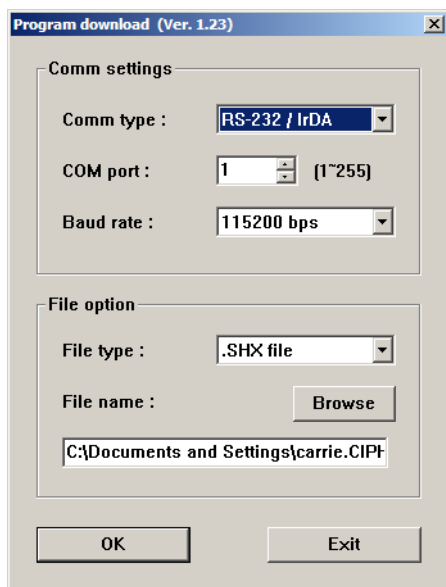 Program download (Ver. 1.23)
Comm settings
Comm type : RS-232 / IrDA
COM port : 1 (1~255)
Baud rate : 115200 bps
File option
File type : .SHX file
File name : Browse
C:\Documents and Settings\carrie.CIPH
OK Exit